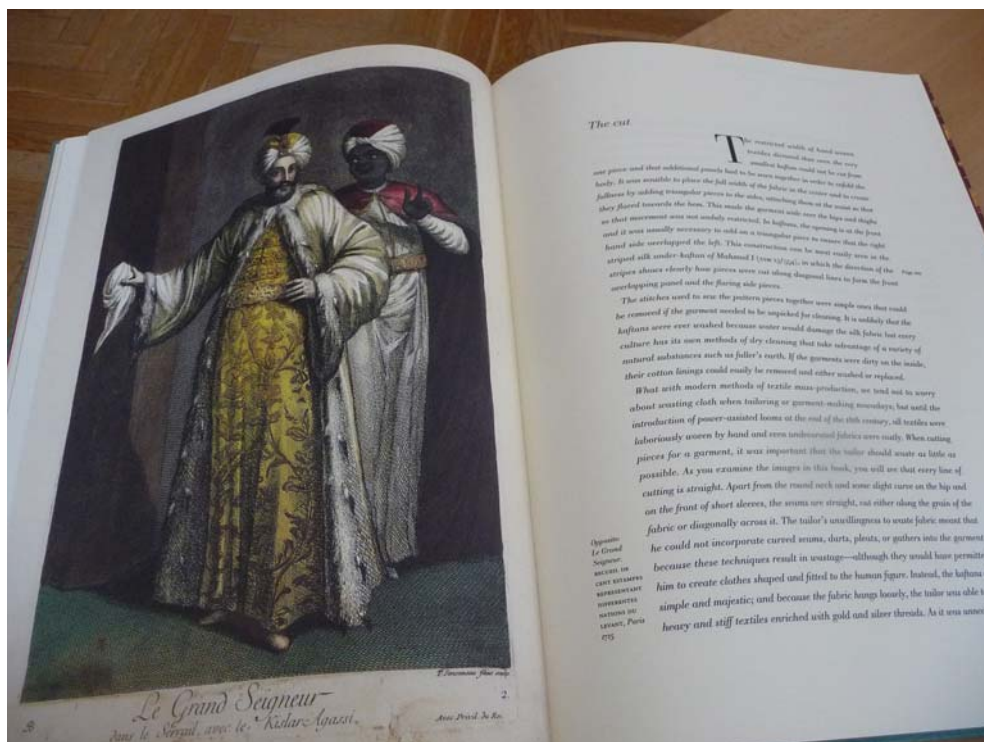 P. Simonneau filius sculp.
Le Grand Seigneur
dans le Serrail, avec le Kislar Agassi.
2.
Avec Privil. du Roi
The cut
The restricted width of hand woven
textiles dictated that even the very
smallest kaftan could not be cut from
one piece and that additional panels had to be sewn together in order to enfold the
body. It was sensible to place the full width of the fabric in the centre and to create
fullness by adding triangular pieces to the sides, attaching them at the waist so that
they flared towards the hem. This made the garment wide over the hips and thighs
so that movement was not unduly restricted. In kaftans, the opening is at the front
and it was usually necessary to add on a triangular piece to ensure that the right
hand side overlapped the left. This construction can be most easily seen in the
striped silk under-kaftan of Mahmud I (TSM 13/554), in which the direction of the
stripes shows clearly how pieces were cut along diagonal lines to form the front
overlapping panel and the flaring side pieces.
The stitches used to sew the pattern pieces together were simple ones that could
be removed if the garment needed to be unpicked for cleaning. It is unlikely that the
kaftans were ever washed because water would damage the silk fabric but every
culture has its own methods of dry cleaning that take advantage of a variety of
natural substances such as fuller's earth. If the garments were dirty on the inside,
their cotton linings could easily be removed and either washed or replaced.
What with modern methods of textile mass-production, we tend not to worry
about wasting cloth when tailoring or garment-making nowadays; but until the
introduction of power-assisted looms at the end of the 18th century, all textiles were
laboriously woven by hand and even undecorated fabrics were costly. When cutting
pieces for a garment, it was important that the tailor should waste as little as
possible. As you examine the images in this book, you will see that every line of
cutting is straight. Apart from the round neck and some slight curve on the hip and
on the front of short sleeves, the seams are straight, cut either along the grain of the
fabric or diagonally across it. The tailor's unwillingness to waste fabric meant that
he could not incorporate curved seams, darts, pleats, or gathers into the garment
because these techniques result in wastage—although they would have permitte
him to create clothes shaped and fitted to the human figure. Instead, the kaftans
simple and majestic; and because the fabric hangs loosely, the tailor was able t
heavy and stiff textiles enriched with gold and silver threads. As it was unnec
Opposite:
Le Grand
Seigneur.
RECUEIL DE
CENT ESTAMPES
REPRESENTANT
DIFFERENTES
NATIONS DU
LEVANT, Paris
1715